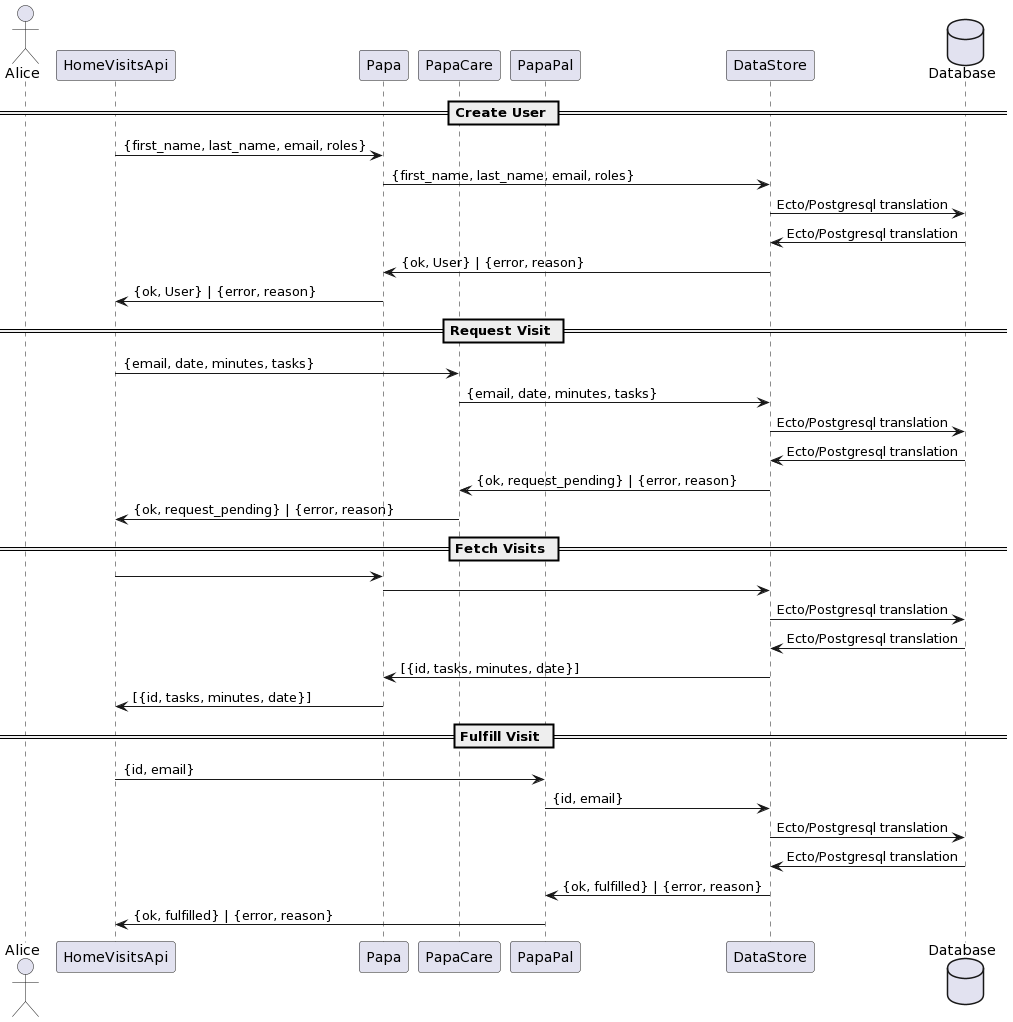 Alice
HomeVisitsApi
Papa
PapaCare
PapaPal
DataStore
Database
Create User
{first_name, last_name, email, roles}
{first_name, last_name, email, roles}
Ecto/Postgresql translation
Ecto/Postgresql translation
{ok, User} | {error, reason}
{ok, User} | {error, reason}
Request Visit
{email, date, minutes, tasks}
{email, date, minutes, tasks}
Ecto/Postgresql translation
Ecto/Postgresql translation
{ok, request_pending} | {error, reason}
{ok, request_pending} | {error, reason}
Fetch Visits
Ecto/Postgresql translation
Ecto/Postgresql translation
[{id, tasks, minutes, date}]
[{id, tasks, minutes, date}]
Fulfill Visit
{id, email}
{id, email}
Ecto/Postgresql translation
Ecto/Postgresql translation
{ok, fulfilled} | {error, reason}
{ok, fulfilled} | {error, reason}
Alice
HomeVisitsApi
Papa
PapaCare
PapaPal
DataStore
Database